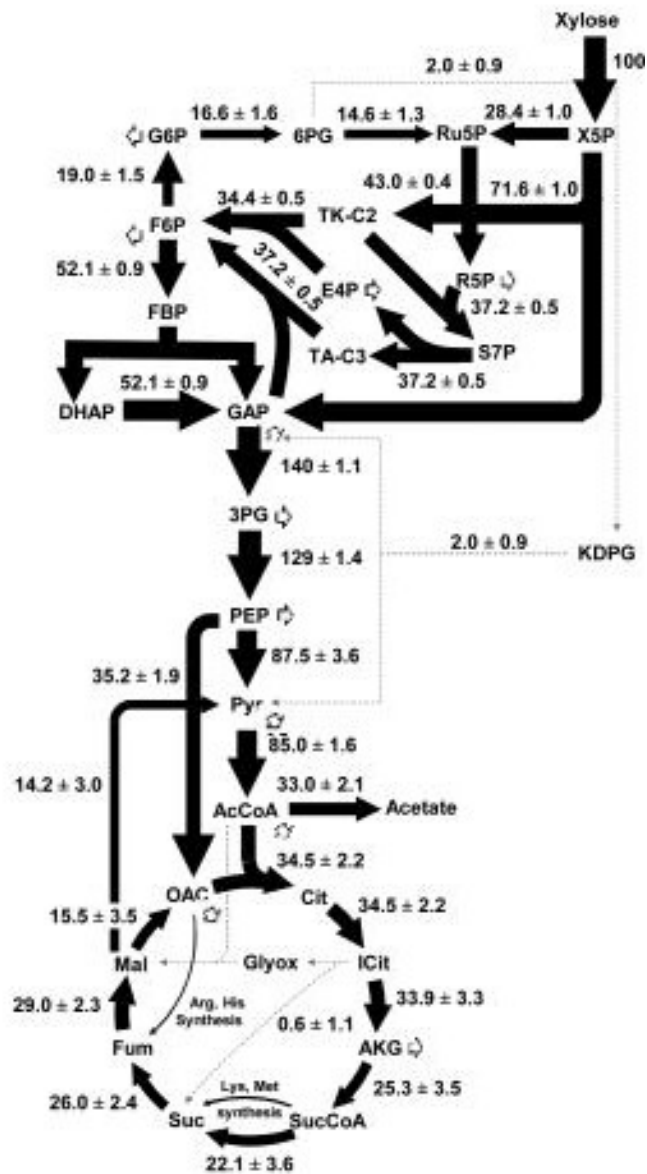 Xylose
2.0 ± 0.9
100
16.6 ± 1.6
14.6 ± 1.3
28.4 ± 1.0
G6P
6PG
Ru5P
X5P
19.0 ± 1.5
34.4 ± 0.5
43.0 ± 0.4
71.6 ± 1.0
TK-C2
F6P
37.2 ± 0.5
E4P
R5P
52.1 ± 0.9
37.2 ± 0.5
FBP
TA-C3
S7P
52.1 ± 0.9
37.2 ± 0.5
DHAP
GAP
140 ± 1.1
3PG
2.0 ± 0.9
KDPG
129 ± 1.4
PEP
87.5 ± 3.6
35.2 ± 1.9
Pyr
85.0 ± 1.6
14.2 ± 3.0
33.0 ± 2.1
AcCoA
Acetate
34.5 ± 2.2
OAC
Cit
34.5 ± 2.2
15.5 ± 3.5
Mal
Glyox
ICit
33.9 ± 3.3
29.0 ± 2.3
Arg, His
Synthesis
0.6 ± 1.1
Fum
AKG
25.3 ± 3.5
26.0 ± 2.4
Lys, Met
synthesis
Suc
SucCoA
22.1 ± 3.6